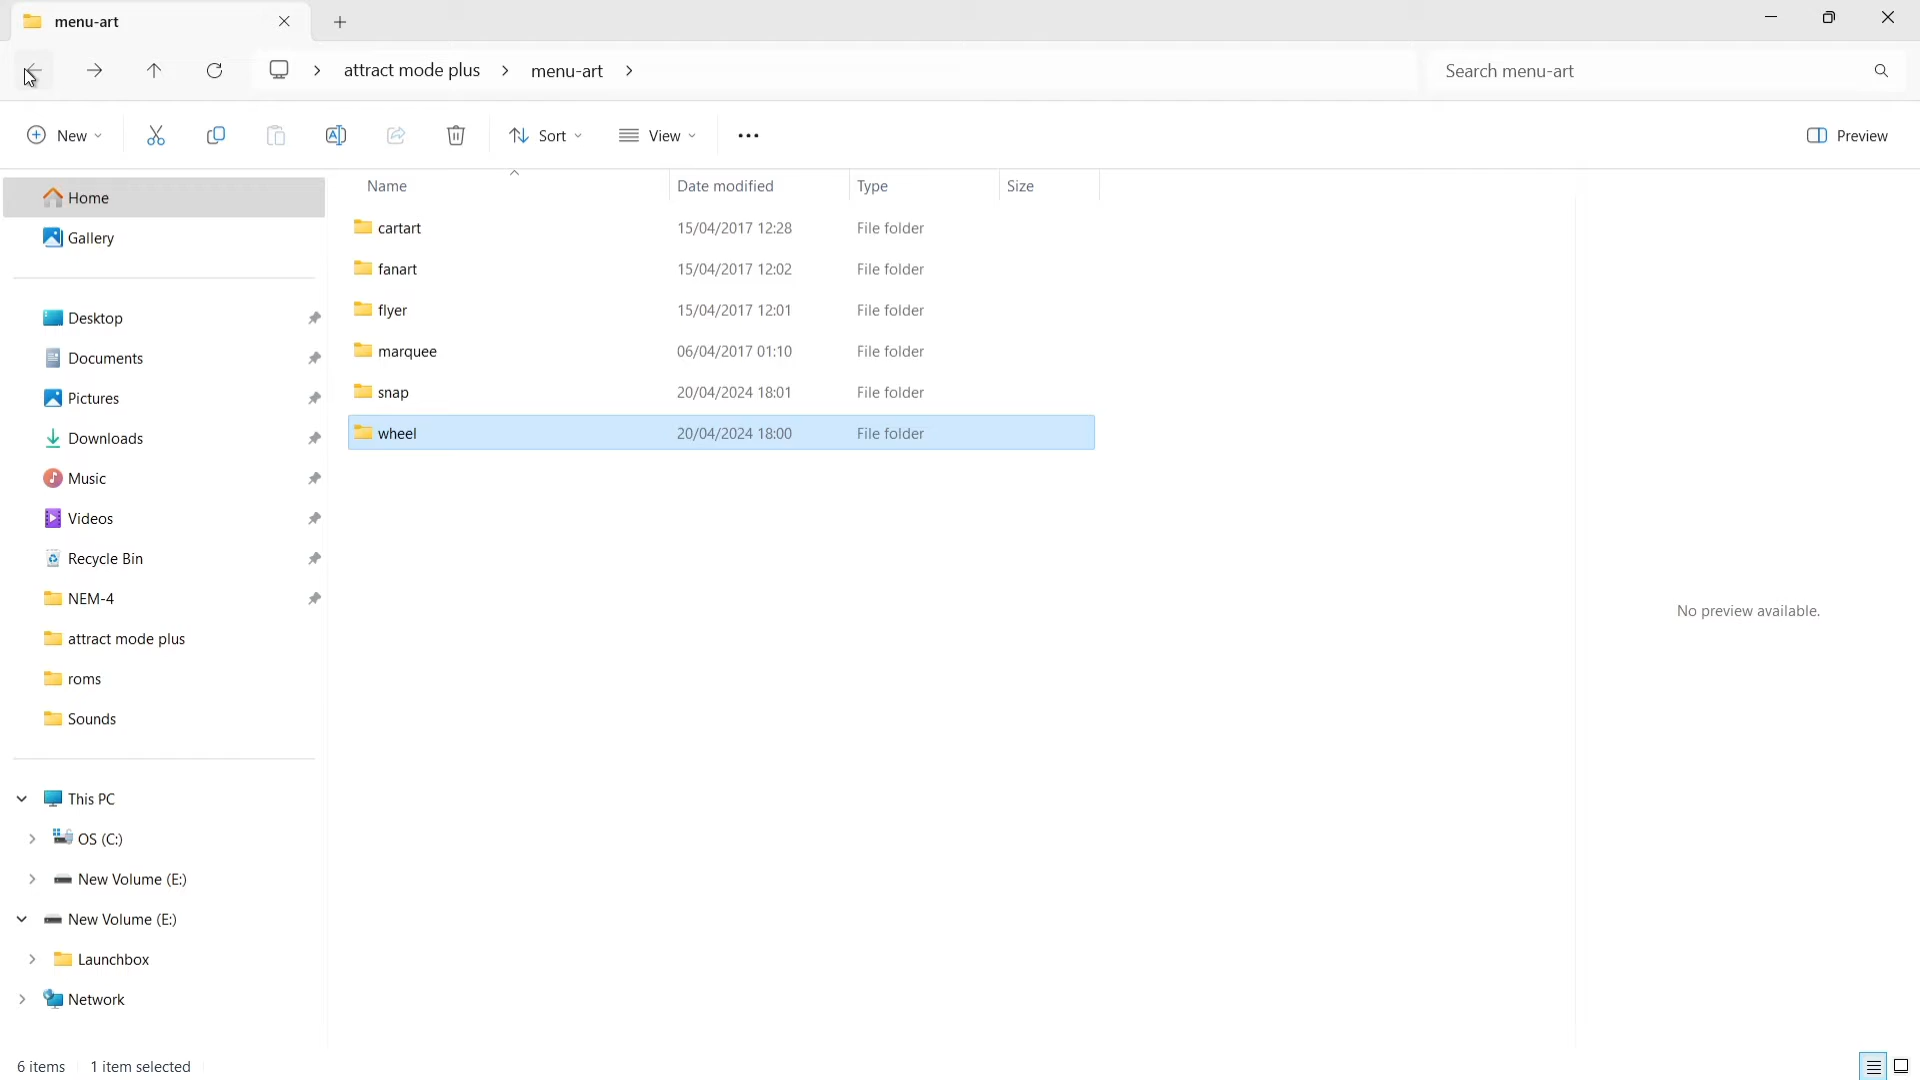 menu-art
attract mode plus menu-art Search menu-art
New Sort View Preview
Home
Gallery
Desktop
Documents
Pictures
Downloads
Music
Videos
Recycle Bin
NEM-4
attract mode plus
roms
Sounds
This PC
OS (C:)
New Volume (E:)
New Volume (E:)
Launchbox
Network
Name Date modified Type Size
cartart 15/04/2017 12:28 File folder
fanart 15/04/2017 12:02 File folder
flyer 15/04/2017 12:01 File folder
marquee 06/04/2017 01:10 File folder
snap 20/04/2024 18:01 File folder
wheel 20/04/2024 18:00 File folder
No preview available.
6 items 1 item selected